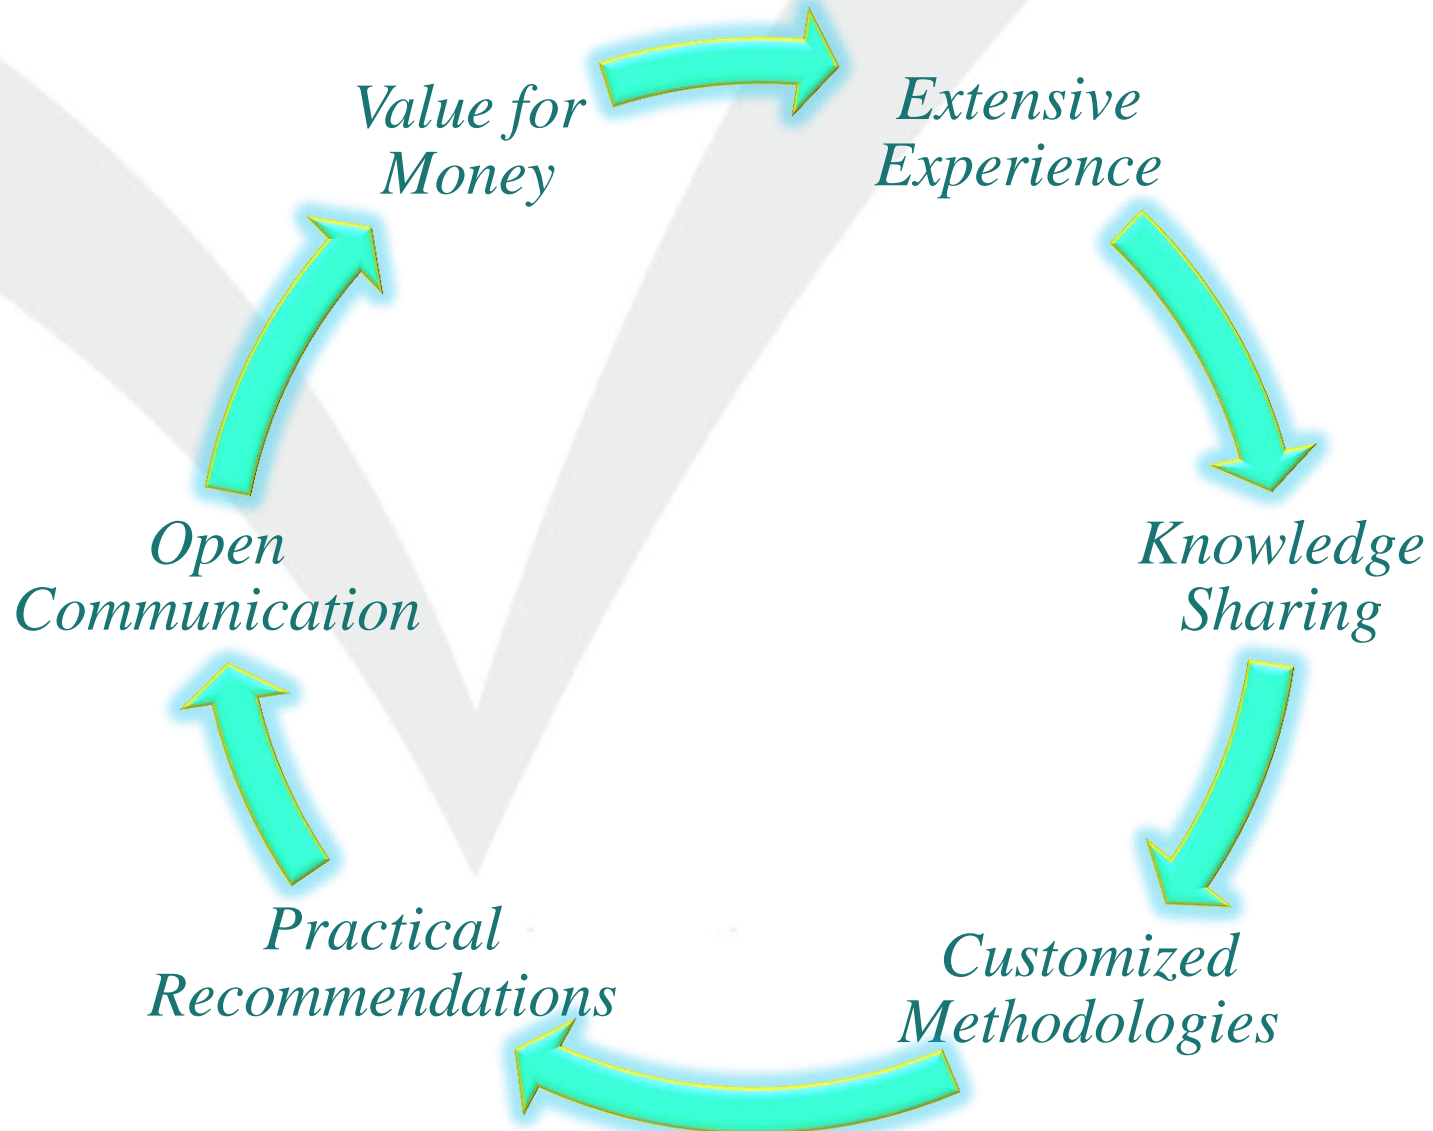 Value for
Money
Extensive
Experience
Open
Communication
Knowledge
Sharing
Practical
Recommendations
Customized
Methodologies